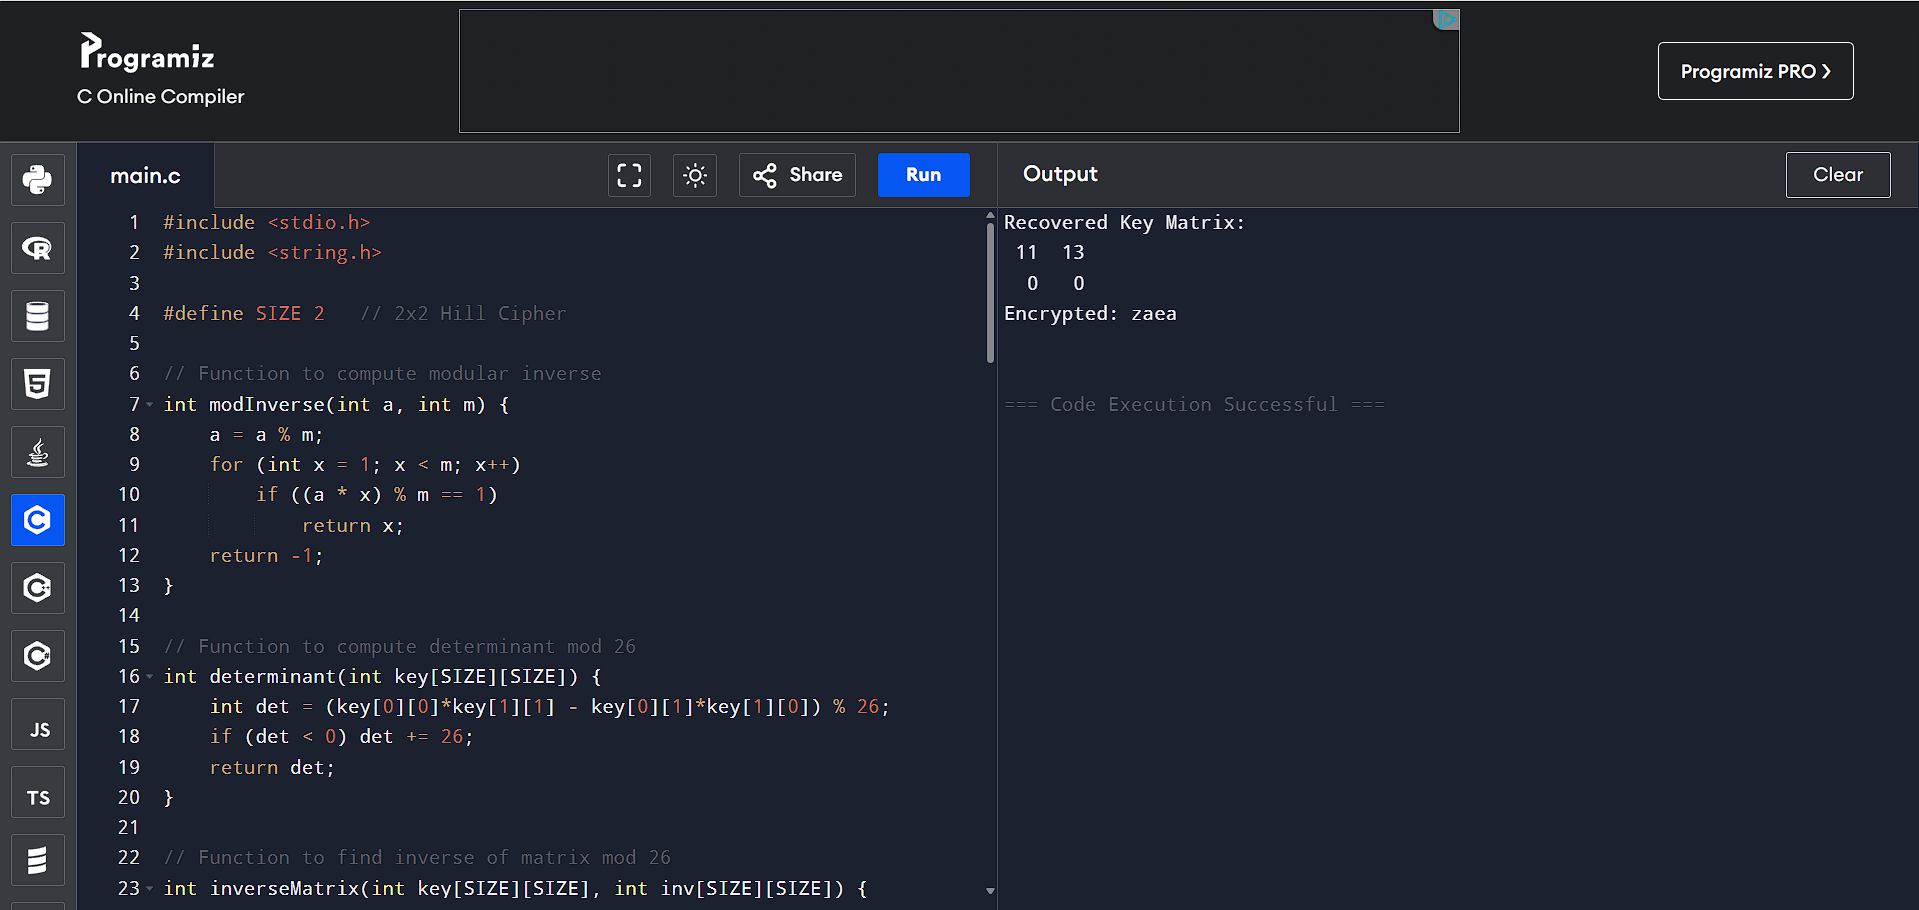 Programiz
C Online Compiler
Programiz PRO ❯
main.c
Share
Run
Output
Clear
JS
TS
1 #include <stdio.h>
2 #include <string.h>
3
4 #define SIZE 2   // 2x2 Hill Cipher
5
6 // Function to compute modular inverse
7 int modInverse(int a, int m) {
8     a = a % m;
9     for (int x = 1; x < m; x++)
10         if ((a * x) % m == 1)
11             return x;
12     return -1;
13 }
14
15 // Function to compute determinant mod 26
16 int determinant(int key[SIZE][SIZE]) {
17     int det = (key[0][0]*key[1][1] - key[0][1]*key[1][0]) % 26;
18     if (det < 0) det += 26;
19     return det;
20 }
21
22 // Function to find inverse of matrix mod 26
23 int inverseMatrix(int key[SIZE][SIZE], int inv[SIZE][SIZE]) {
Recovered Key Matrix:
 11  13
  0   0
Encrypted: zaea
=== Code Execution Successful ===